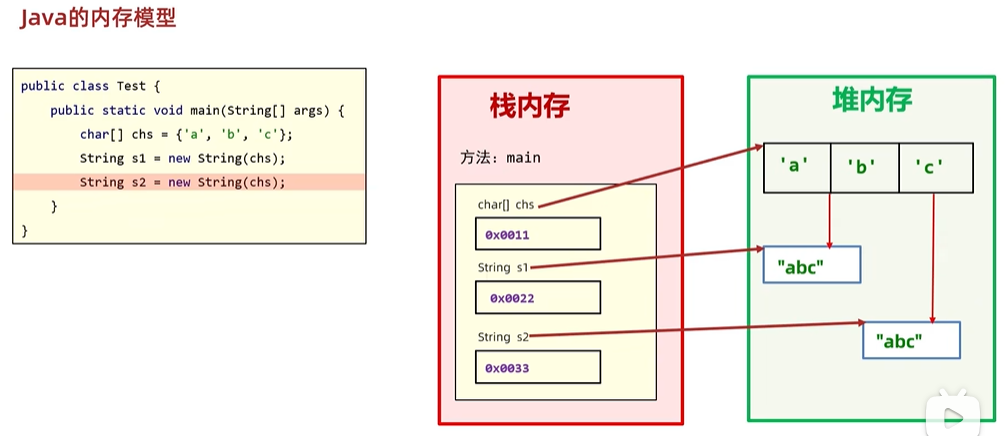 Java的内存模型
public class Test {
public static void main(String[] args) {
char[] chs = {'a', 'b', 'c'};
String s1 = new String(chs);
String s2 = new String(chs);
}
}
栈内存
方法: main
char[] chs
0x0011
String s1
0x0022
String s2
0x0033
堆内存
'a' 'b' 'c'
"abc"
"abc"